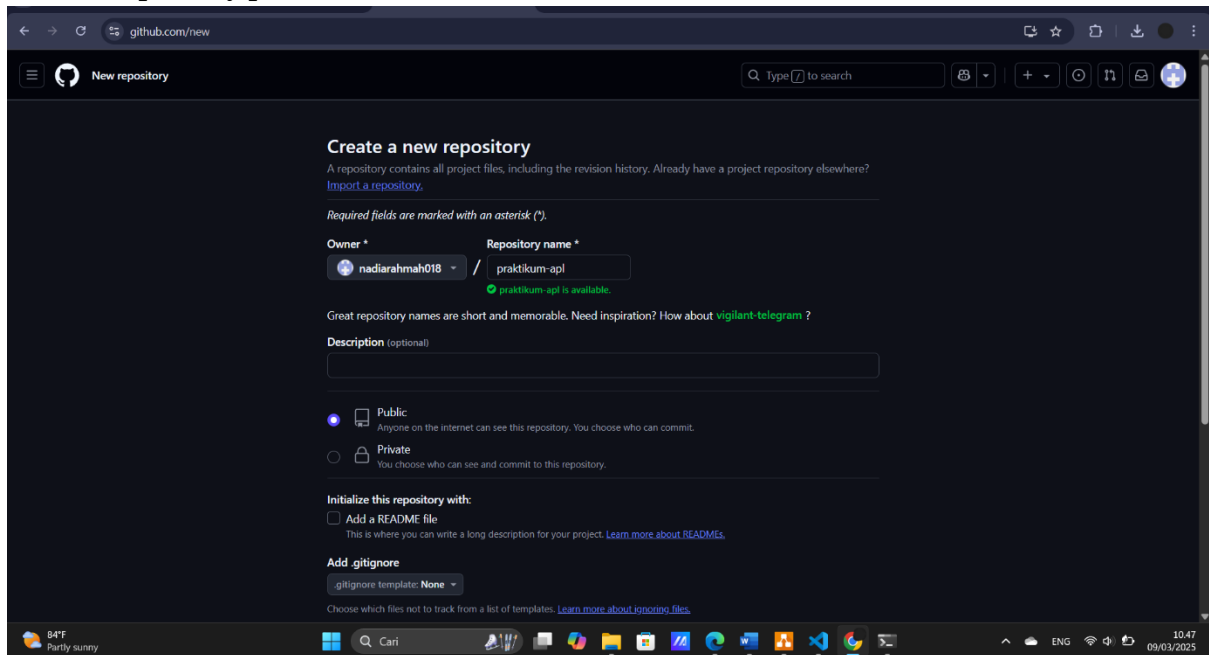 github.com/new
New repository
Type / to search
Create a new repository
A repository contains all project files, including the revision history. Already have a project repository elsewhere?
Import a repository.
Required fields are marked with an asterisk (*).
Owner * Repository name *
nadiarahmah018 / praktikum-apl
praktikum-apl is available.
Great repository names are short and memorable. Need inspiration? How about vigilant-telegram ?
Description (optional)
Public
Anyone on the internet can see this repository. You choose who can commit.
Private
You choose who can see and commit to this repository.
Initialize this repository with:
Add a README file
This is where you can write a long description for your project. Learn more about READMEs.
Add .gitignore
.gitignore template: None
Choose which files not to track from a list of templates. Learn more about ignoring files.
84°F
Partly sunny
Cari
ENG
10.47
09/03/2025